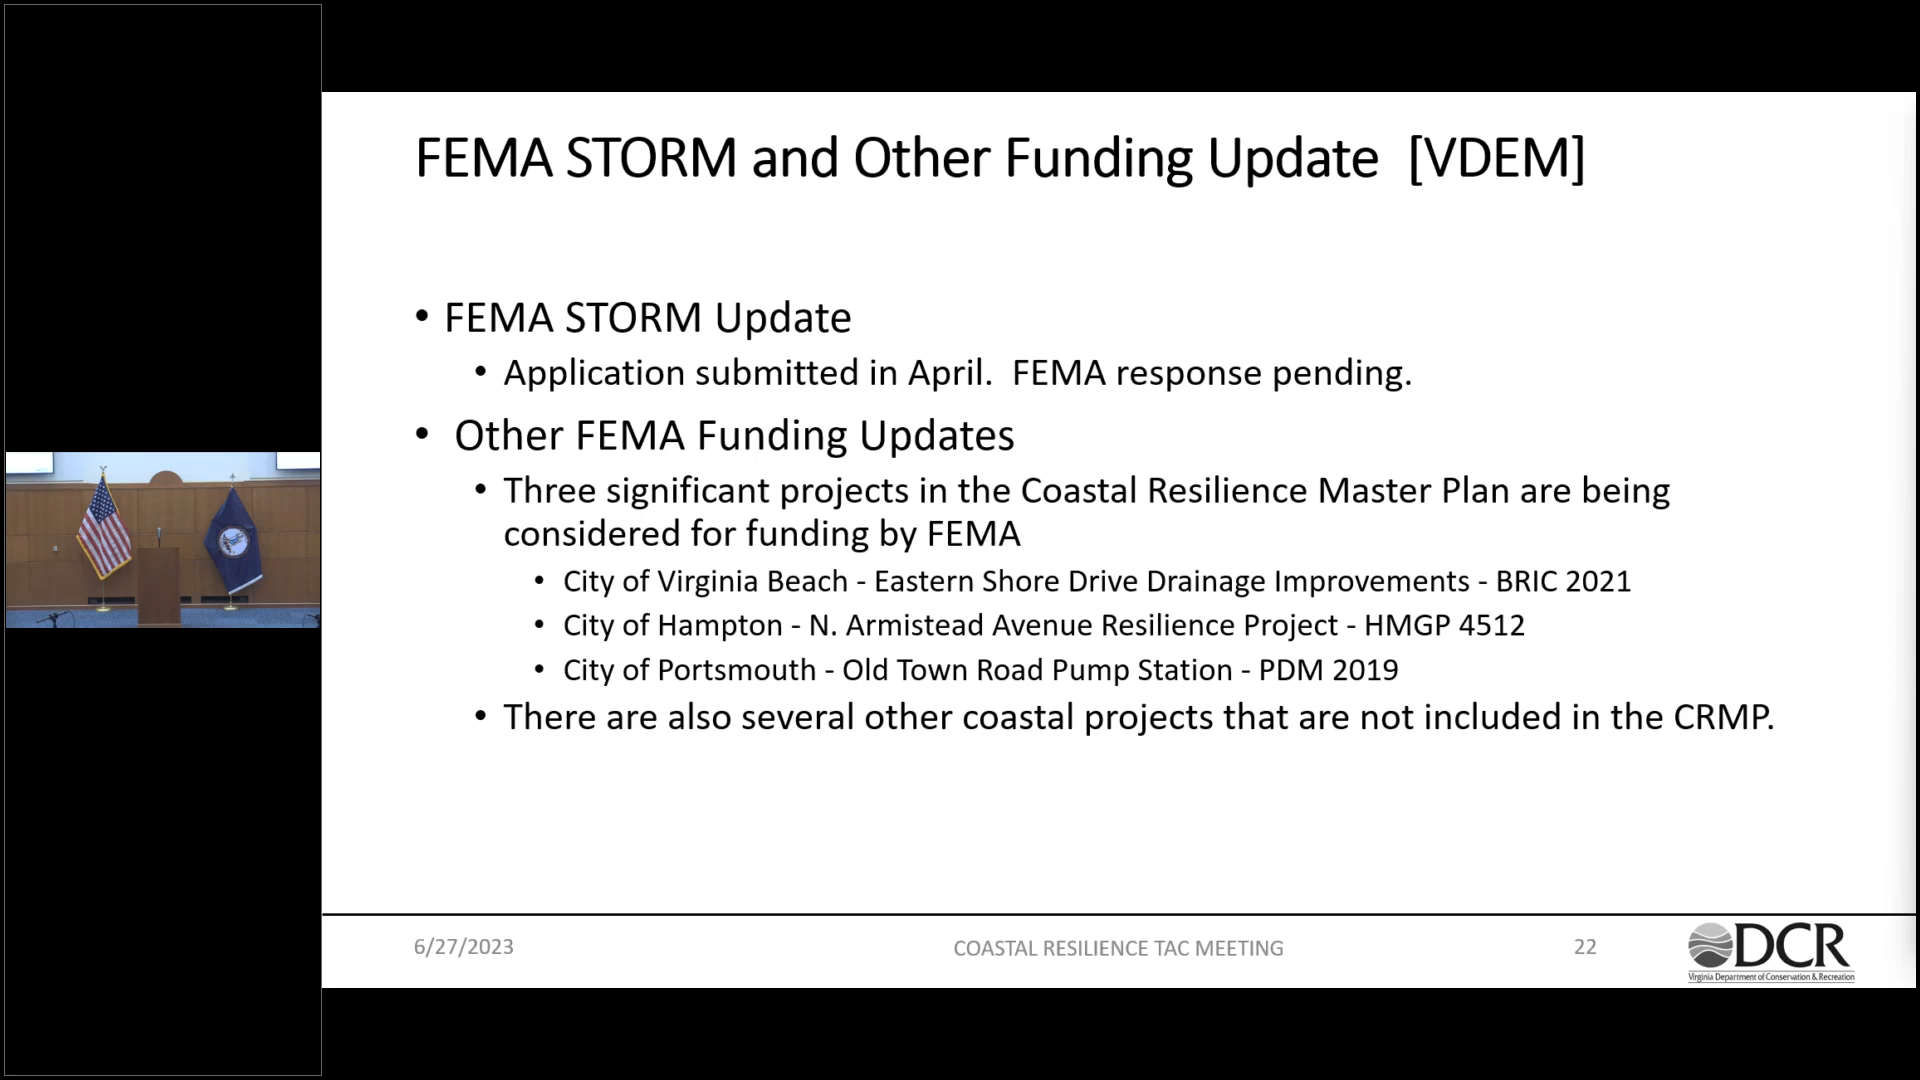 FEMA STORM and Other Funding Update [VDEM]
• FEMA STORM Update
• Application submitted in April. FEMA response pending.
• Other FEMA Funding Updates
• Three significant projects in the Coastal Resilience Master Plan are being
considered for funding by FEMA
• City of Virginia Beach - Eastern Shore Drive Drainage Improvements - BRIC 2021
• City of Hampton - N. Armistead Avenue Resilience Project - HMGP 4512
• City of Portsmouth - Old Town Road Pump Station - PDM 2019
• There are also several other coastal projects that are not included in the CRMP.
6/27/2023
COASTAL RESILIENCE TAC MEETING
22
DCR
Virginia Department of Conservation & Recreation